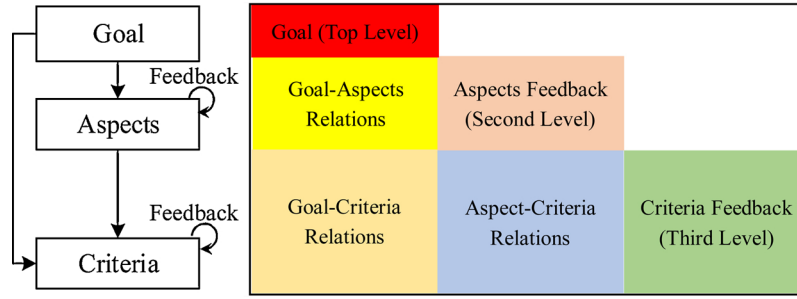 Goal
Feedback
Aspects
Feedback
Criteria
Goal (Top Level)
Goal-Aspects
Relations
Aspects Feedback
(Second Level)
Goal-Criteria
Relations
Aspect-Criteria
Relations
Criteria Feedback
(Third Level)